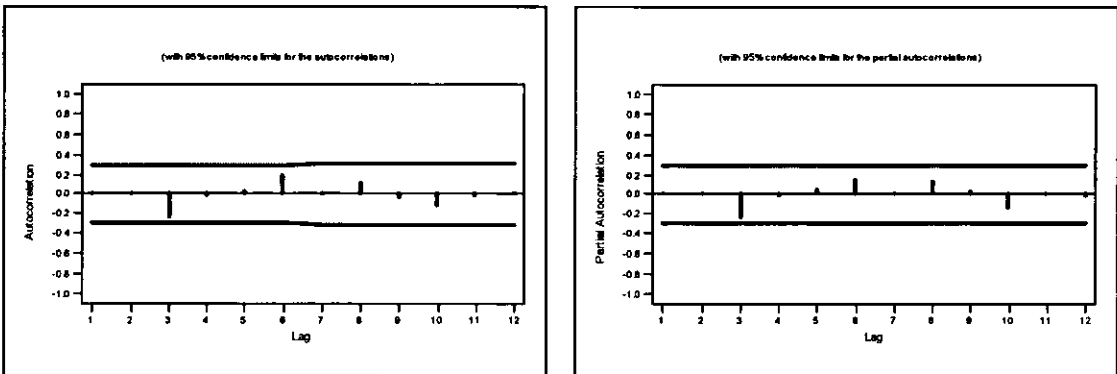 (with 95% confidence limits for the autocorrelations)
1.0
0.8
0.6
0.4
0.2
0.0
-0.2
-0.4
-0.6
-0.8
-1.0
Autocorrelation
1 2 3 4 5 6 7 8 9 10 11 12
Lag
(with 95% confidence limits for the partial autocorrelations)
1.0
0.8
0.6
0.4
0.2
0.0
-0.2
-0.4
-0.6
-0.8
-1.0
Partial Autocorrelation
1 2 3 4 5 6 7 8 9 10 11 12
Lag